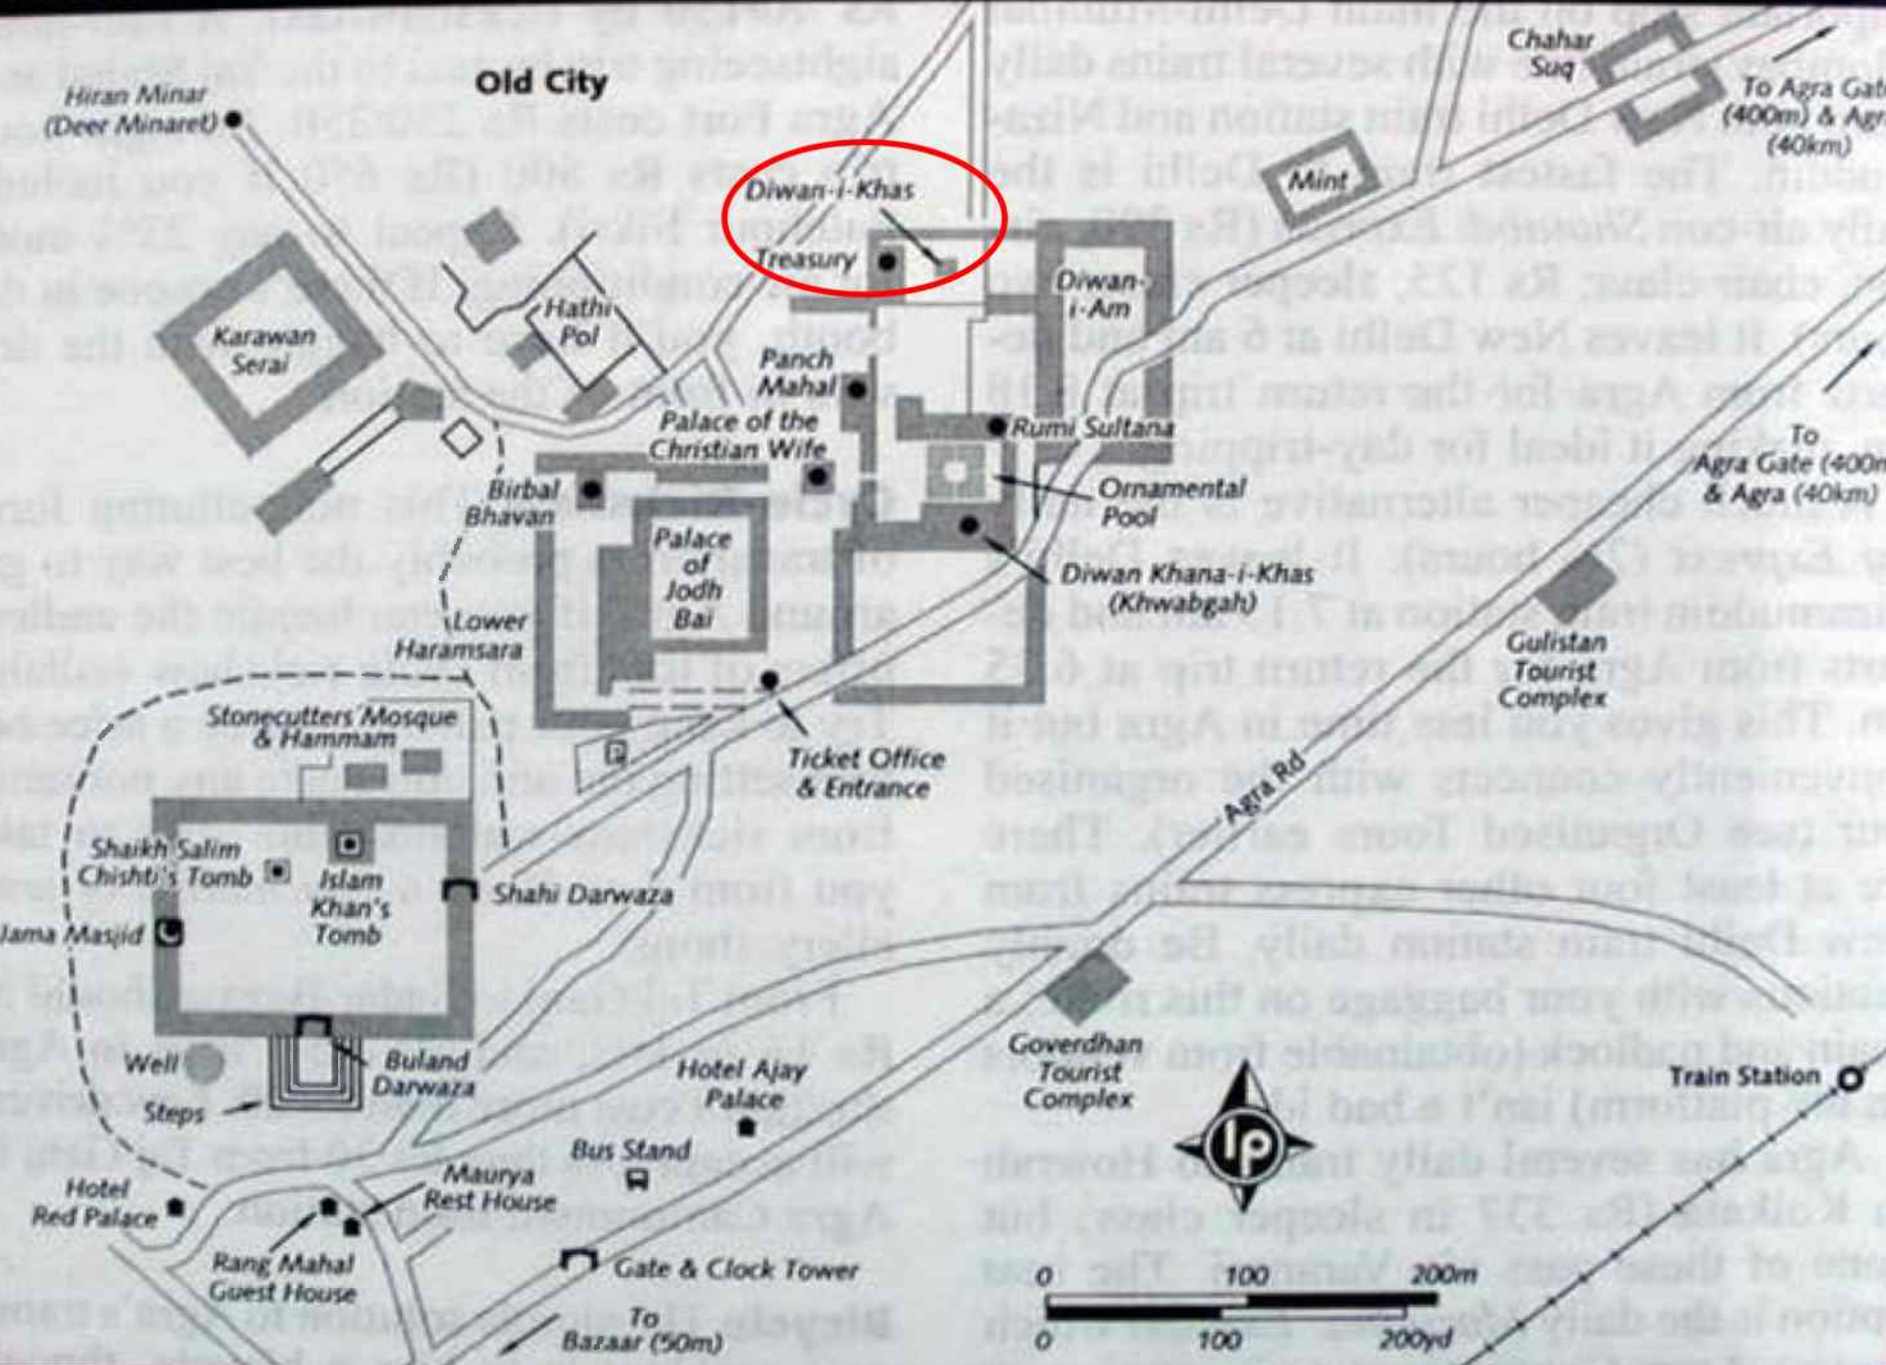 Old City
Hiran Minar
(Deer Minaret)
Chahar
Suq
To Agra Gate
(400m) & Agra
(40km)
Mint
Diwan-i-Khas
Treasury
Diwan-
i-Am
Hathi
Pol
Karawan
Serai
Panch
Mahal
Palace of the
Christian Wife
Rumi Sultana
To
Agra Gate (400m)
& Agra (40km)
Birbal
Bhavan
Ornamental
Pool
Palace
of
Jodh
Bai
Diwan Khana-i-Khas
(Khwabgah)
Lower
Haramsara
Gulistan
Tourist
Complex
Stonecutters Mosque
& Hammam
Ticket Office
& Entrance
Agra Rd
Shaikh Salim
Chishti's Tomb
Islam
Khan's
Tomb
Shahi Darwaza
Jama Masjid
Well
Buland
Darwaza
Steps
Goverdhan
Tourist
Complex
Hotel Ajay
Palace
Train Station
lp
Bus Stand
Maurya
Rest House
Hotel
Red Palace
Rang Mahal
Guest House
Gate & Clock Tower
To
Bazaar (50m)
0 100 200m
0 100 200yd